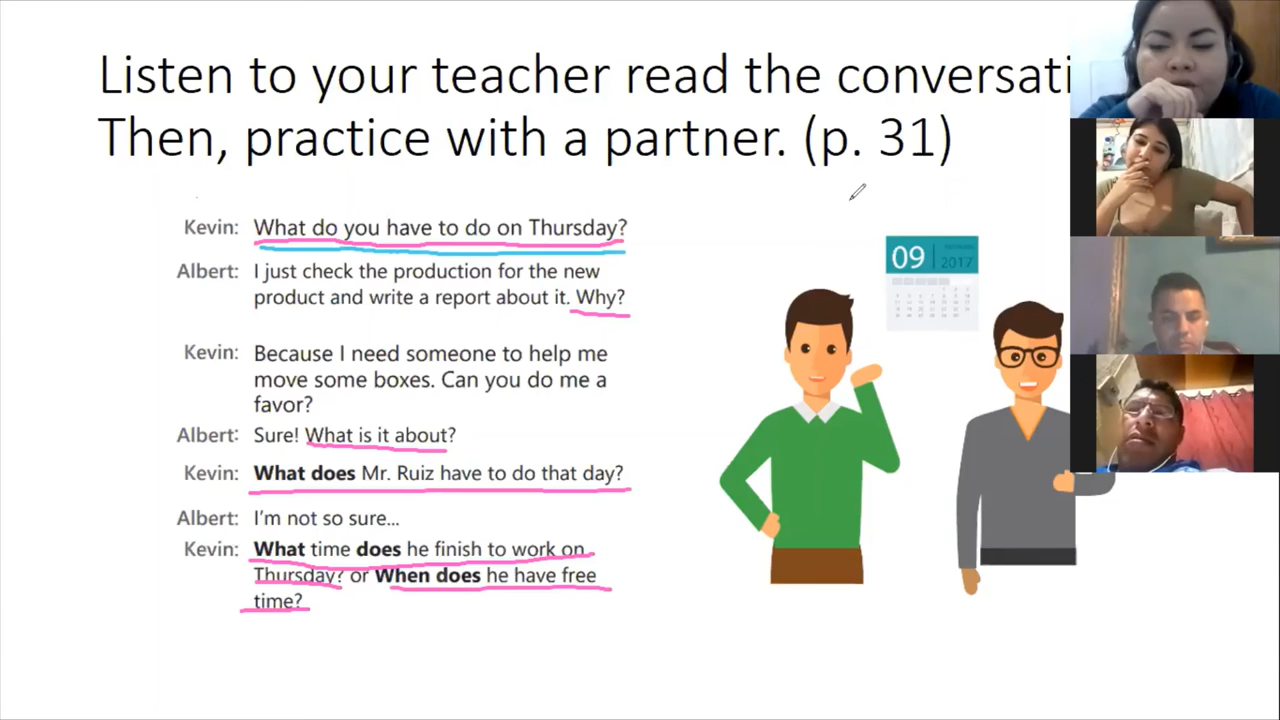 Listen to your teacher read the conversati
Then, practice with a partner. (p. 31)
Kevin: What do you have to do on Thursday?
Albert: I just check the production for the new
product and write a report about it. Why?
Kevin: Because I need someone to help me
move some boxes. Can you do me a
favor?
Albert: Sure! What is it about?
Kevin: What does Mr. Ruiz have to do that day?
Albert: I'm not so sure...
Kevin: What time does he finish to work on
Thursday? or When does he have free
time?
09
2017